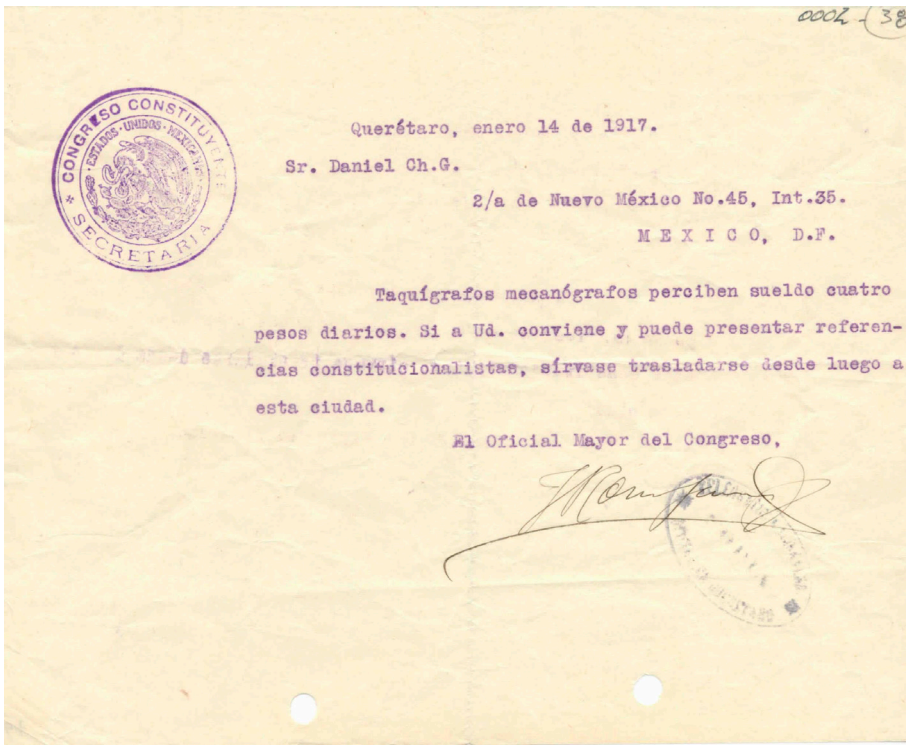 0002 - 38
CONGRESO CONSTITUYENTE
ESTADOS·UNIDOS·MEXICANOS
SECRETARIA
Querétaro, enero 14 de 1917.
Sr. Daniel Ch.G.
2/a de Nuevo México No.45, Int.35.
M E X I C O, D.F.
Taquígrafos mecanógrafos perciben sueldo cuatro
pesos diarios. Si a Ud. conviene y puede presentar referen-
cias constitucionalistas, sírvase trasladarse desde luego a
esta ciudad.
El Oficial Mayor del Congreso,